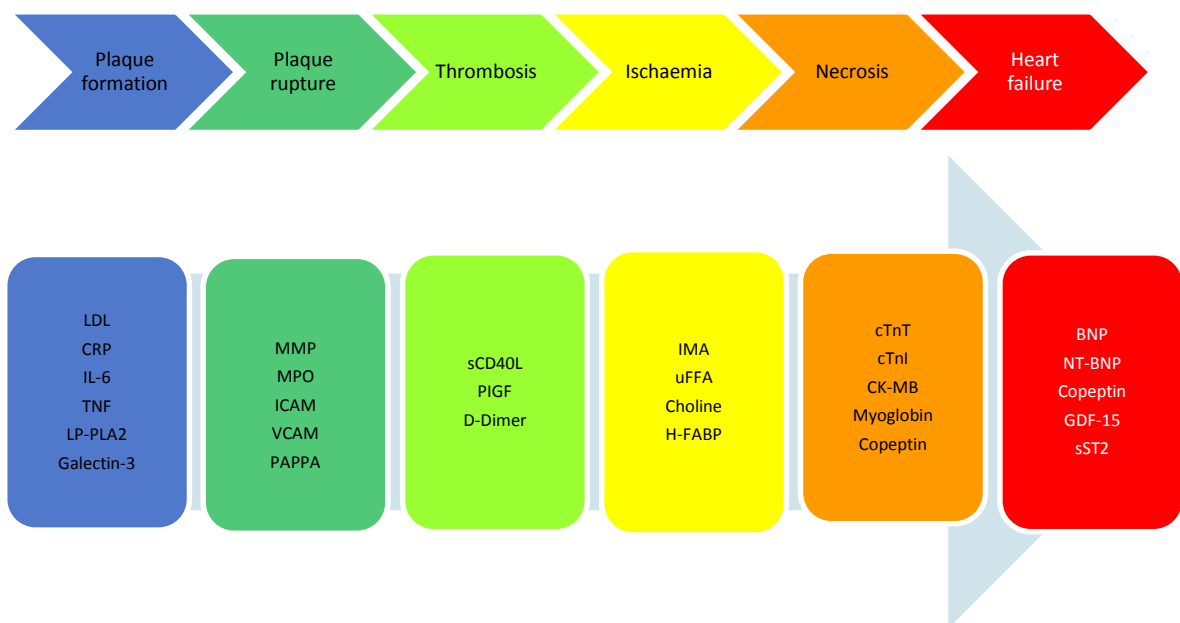 Plaque
formation
Plaque
rupture
Thrombosis
Ischaemia
Necrosis
Heart
failure
LDL
CRP
IL-6
TNF
LP-PLA2
Galectin-3
MMP
MPO
ICAM
VCAM
PAPPA
sCD40L
PIGF
D-Dimer
IMA
uFFA
Choline
H-FABP
cTnT
cTnI
CK-MB
Myoglobin
Copeptin
BNP
NT-BNP
Copeptin
GDF-15
sST2